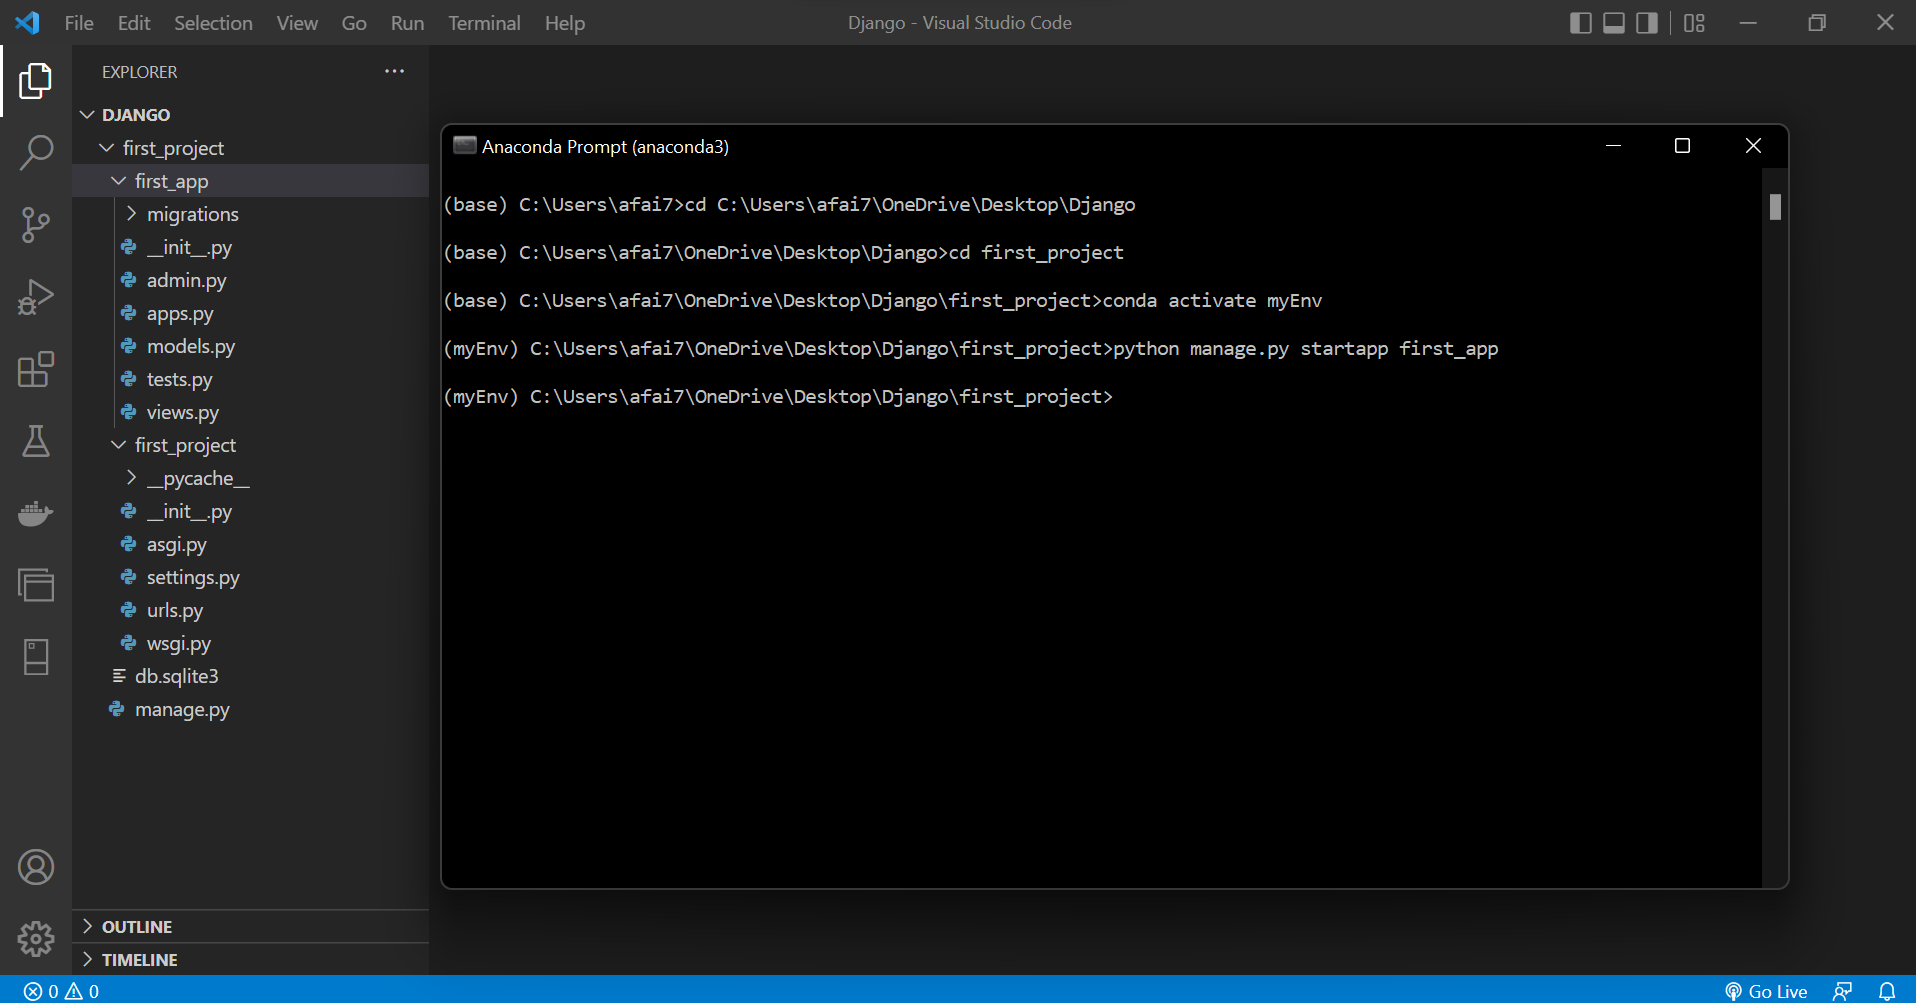 File Edit Selection View Go Run Terminal Help
Django - Visual Studio Code
EXPLORER
DJANGO
first_project
first_app
migrations
__init__.py
admin.py
apps.py
models.py
tests.py
views.py
first_project
__pycache__
__init__.py
asgi.py
settings.py
urls.py
wsgi.py
db.sqlite3
manage.py
OUTLINE
TIMELINE
Anaconda Prompt (anaconda3)
(base) C:\Users\afai7>cd C:\Users\afai7\OneDrive\Desktop\Django
(base) C:\Users\afai7\OneDrive\Desktop\Django>cd first_project
(base) C:\Users\afai7\OneDrive\Desktop\Django\first_project>conda activate myEnv
(myEnv) C:\Users\afai7\OneDrive\Desktop\Django\first_project>python manage.py startapp first_app
(myEnv) C:\Users\afai7\OneDrive\Desktop\Django\first_project>
0 0
Go Live